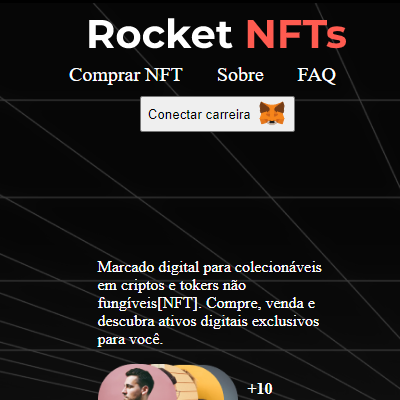 Rocket NFTs
Comprar NFT Sobre FAQ
Conectar carreira
Marcado digital para colecionáveis
em criptos e tokers não
fungíveis[NFT]. Compre, venda e
descubra ativos digitais exclusivos
para você.
+10